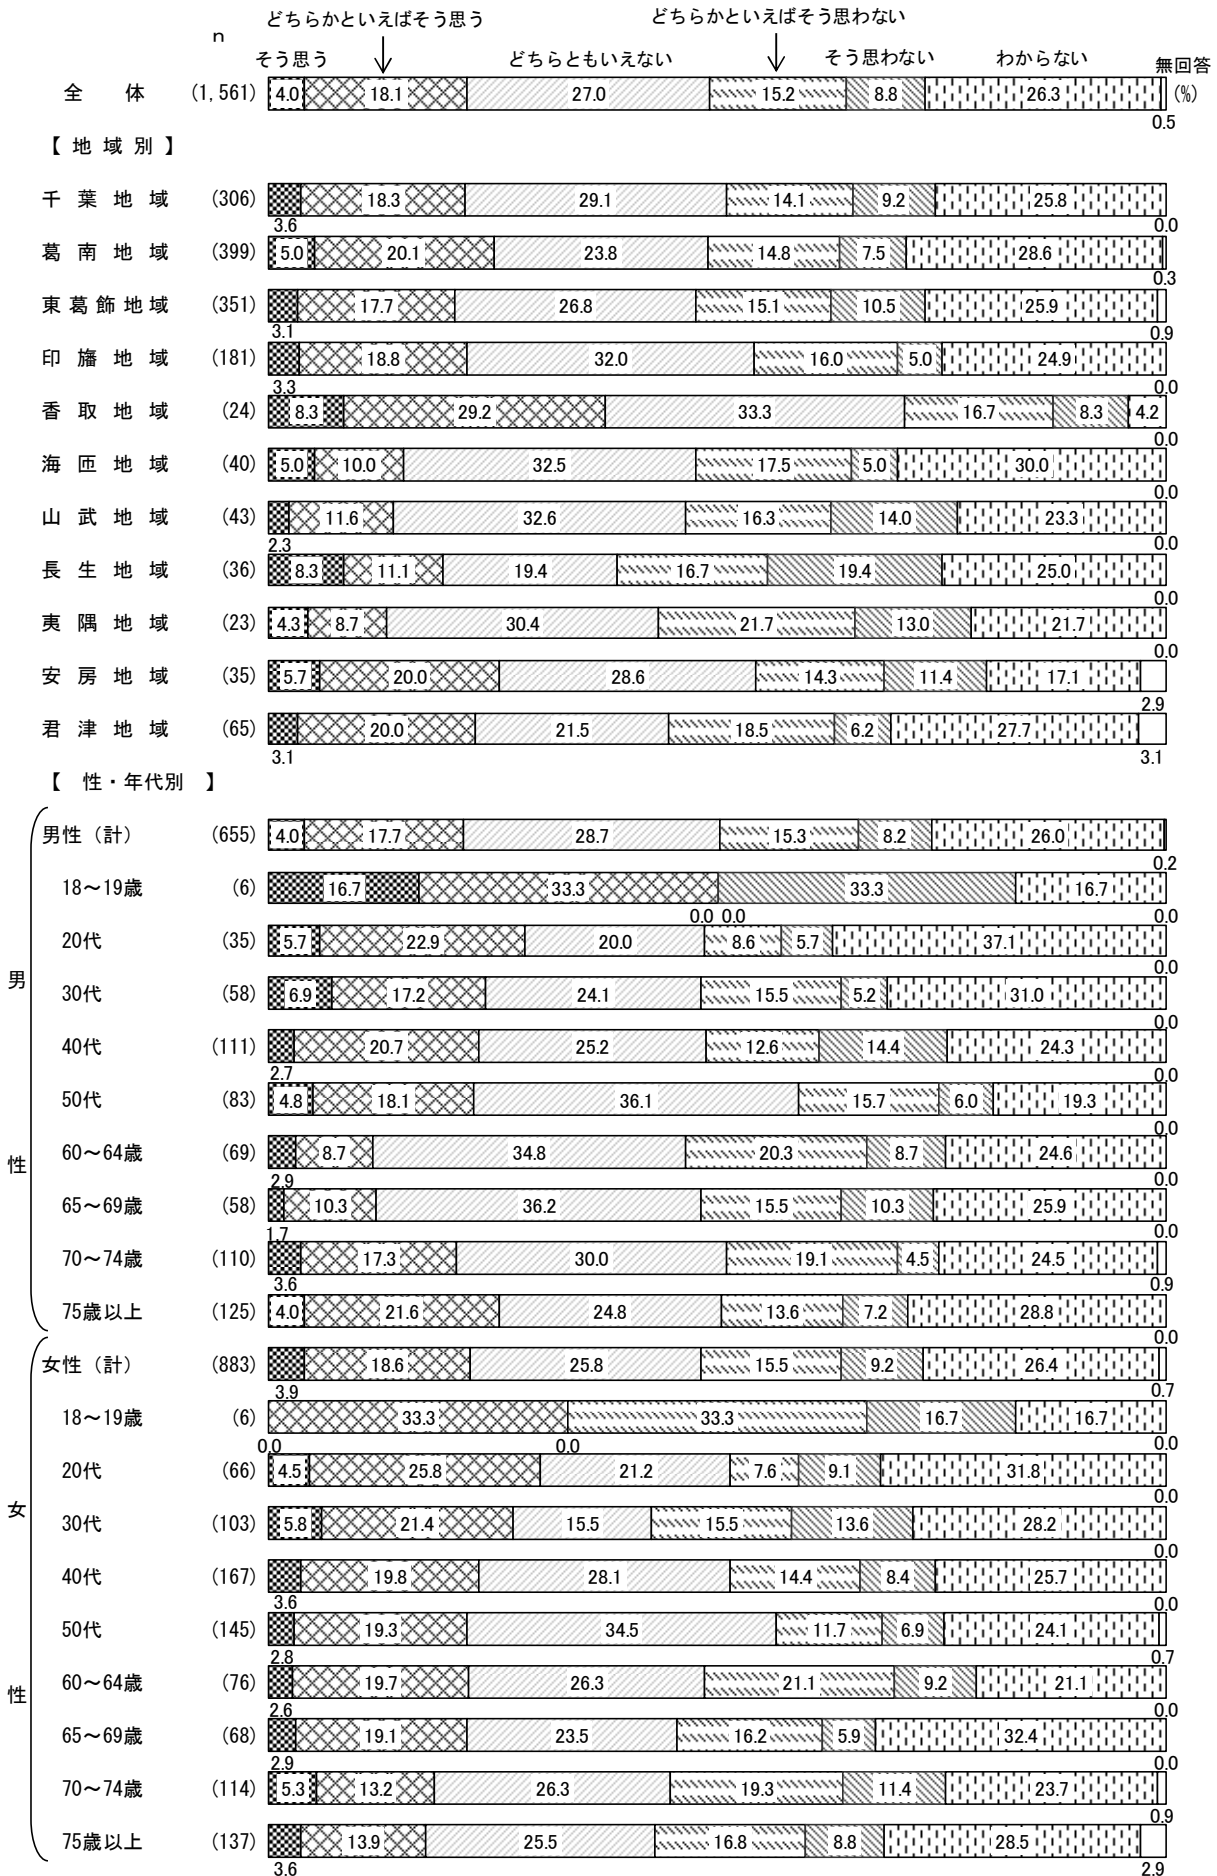 どちらかといえばそう思う どちらかといえばそう思わない
n そう思う どちらともいえない そう思わない わからない 無回答
全体 (1,561) 4.0 18.1 27.0 15.2 8.8 26.3 (%)
0.5
【地域別】
千葉地域 (306) 18.3 29.1 14.1 9.2 25.8
3.6 0.0
葛南地域 (399) 5.0 20.1 23.8 14.8 7.5 28.6
0.3
東葛飾地域 (351) 17.7 26.8 15.1 10.5 25.9
3.1 0.9
印旛地域 (181) 18.8 32.0 16.0 5.0 24.9
3.3 0.0
香取地域 (24) 8.3 29.2 33.3 16.7 8.3 4.2
0.0
海匝地域 (40) 5.0 10.0 32.5 17.5 5.0 30.0
0.0
山武地域 (43) 11.6 32.6 16.3 14.0 23.3
2.3 0.0
長生地域 (36) 8.3 11.1 19.4 16.7 19.4 25.0
0.0
夷隅地域 (23) 4.3 8.7 30.4 21.7 13.0 21.7
0.0
安房地域 (35) 5.7 20.0 28.6 14.3 11.4 17.1
2.9
君津地域 (65) 20.0 21.5 18.5 6.2 27.7
3.1 3.1
【 性・年代別 】
男性（計） (655) 4.0 17.7 28.7 15.3 8.2 26.0
0.2
18～19歳 (6) 16.7 33.3 33.3 16.7
0.0 0.0 0.0
20代 (35) 5.7 22.9 20.0 8.6 5.7 37.1
0.0
男
30代 (58) 6.9 17.2 24.1 15.5 5.2 31.0
0.0
40代 (111) 20.7 25.2 12.6 14.4 24.3
2.7 0.0
50代 (83) 4.8 18.1 36.1 15.7 6.0 19.3
0.0
性
60～64歳 (69) 8.7 34.8 20.3 8.7 24.6
2.9 0.0
65～69歳 (58) 10.3 36.2 15.5 10.3 25.9
1.7 0.0
70～74歳 (110) 17.3 30.0 19.1 4.5 24.5
3.6 0.9
75歳以上 (125) 4.0 21.6 24.8 13.6 7.2 28.8
0.0
女性（計） (883) 18.6 25.8 15.5 9.2 26.4
3.9 0.7
18～19歳 (6) 33.3 33.3 16.7 16.7
0.0 0.0 0.0
20代 (66) 4.5 25.8 21.2 7.6 9.1 31.8
0.0
女
30代 (103) 5.8 21.4 15.5 15.5 13.6 28.2
0.0
40代 (167) 19.8 28.1 14.4 8.4 25.7
3.6 0.0
50代 (145) 19.3 34.5 11.7 6.9 24.1
2.8 0.7
性
60～64歳 (76) 19.7 26.3 21.1 9.2 21.1
2.6 0.0
65～69歳 (68) 19.1 23.5 16.2 5.9 32.4
2.9 0.0
70～74歳 (114) 5.3 13.2 26.3 19.3 11.4 23.7
0.9
75歳以上 (137) 13.9 25.5 16.8 8.8 28.5
3.6 2.9